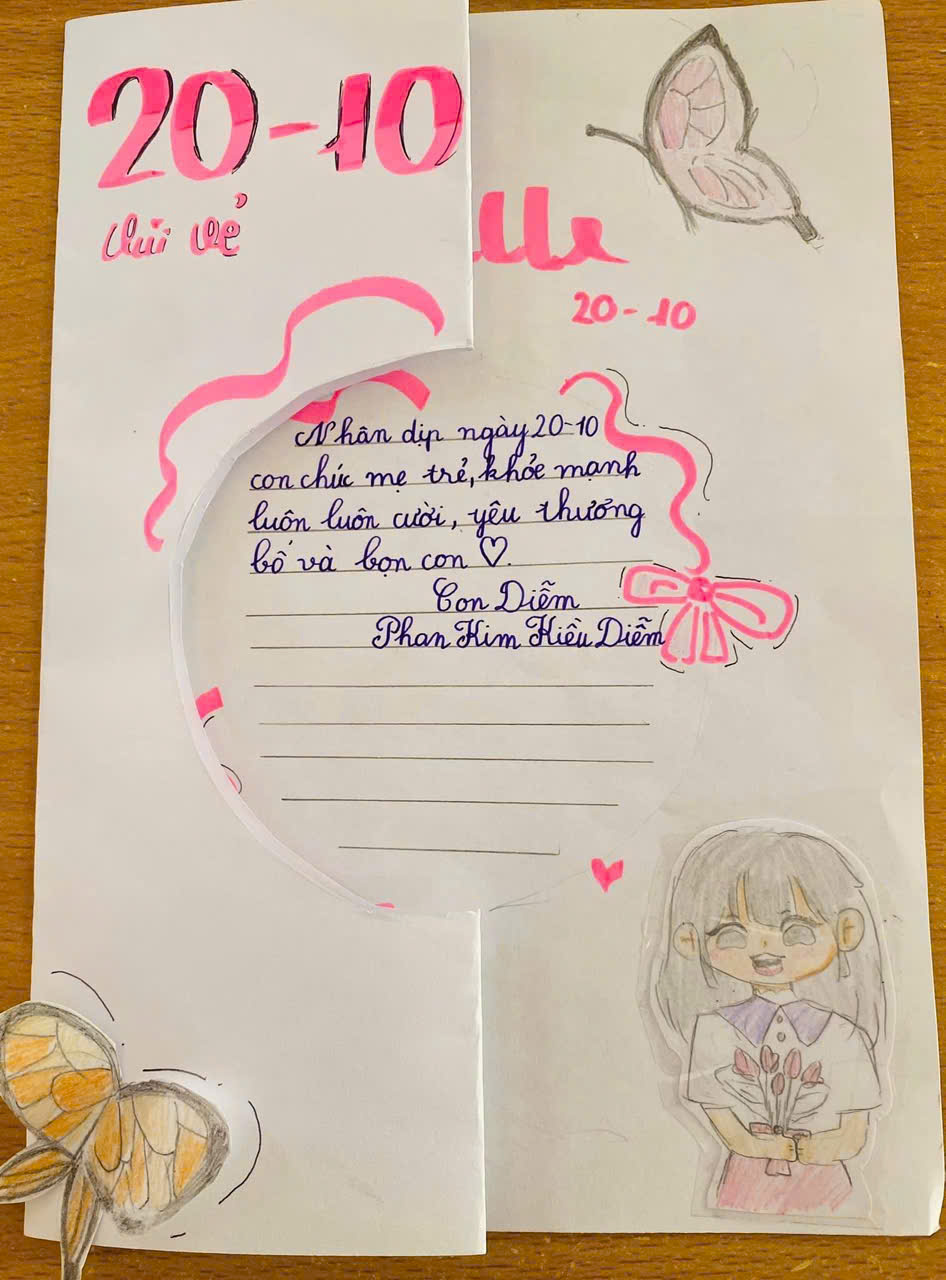 20-10
vui vẻ
20-10
Nhân dịp ngày 20-10
con chúc mẹ trẻ, khỏe mạnh
luôn luôn cười, yêu thương
bố và bọn con ♡.
Con Diễm
Phan Kim Kiều Diễm